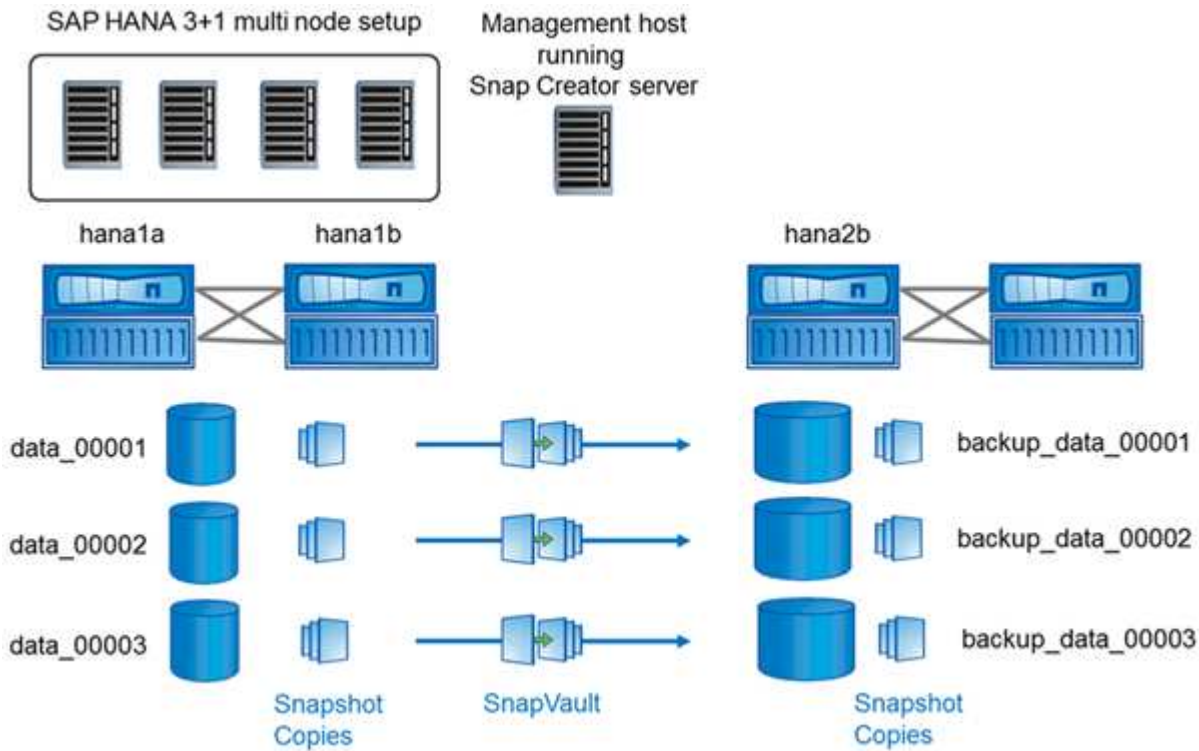 SAP HANA 3+1 multi node setup
Management host
running
Snap Creator server
hana1a
hana1b
hana2b
data_00001
backup_data_00001
data_00002
backup_data_00002
data_00003
backup_data_00003
Snapshot
Copies
SnapVault
Snapshot
Copies